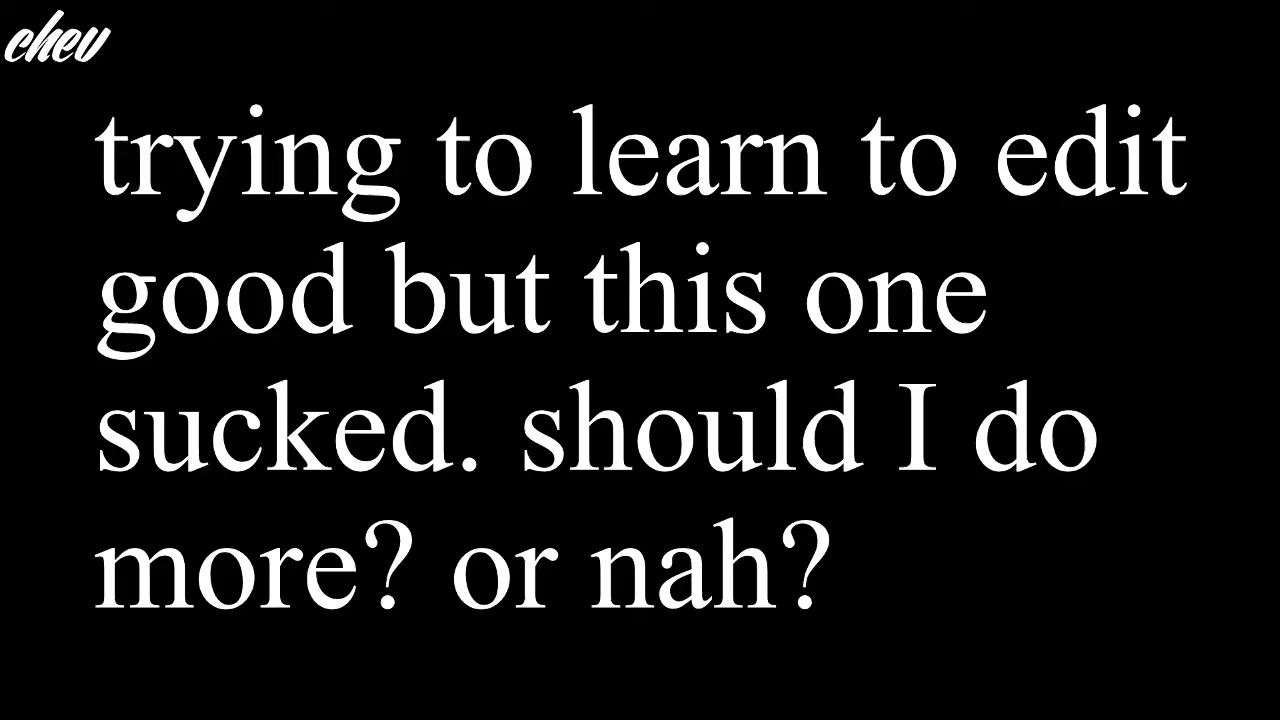 chev
trying to learn to edit
good but this one
sucked. should I do
more? or nah?